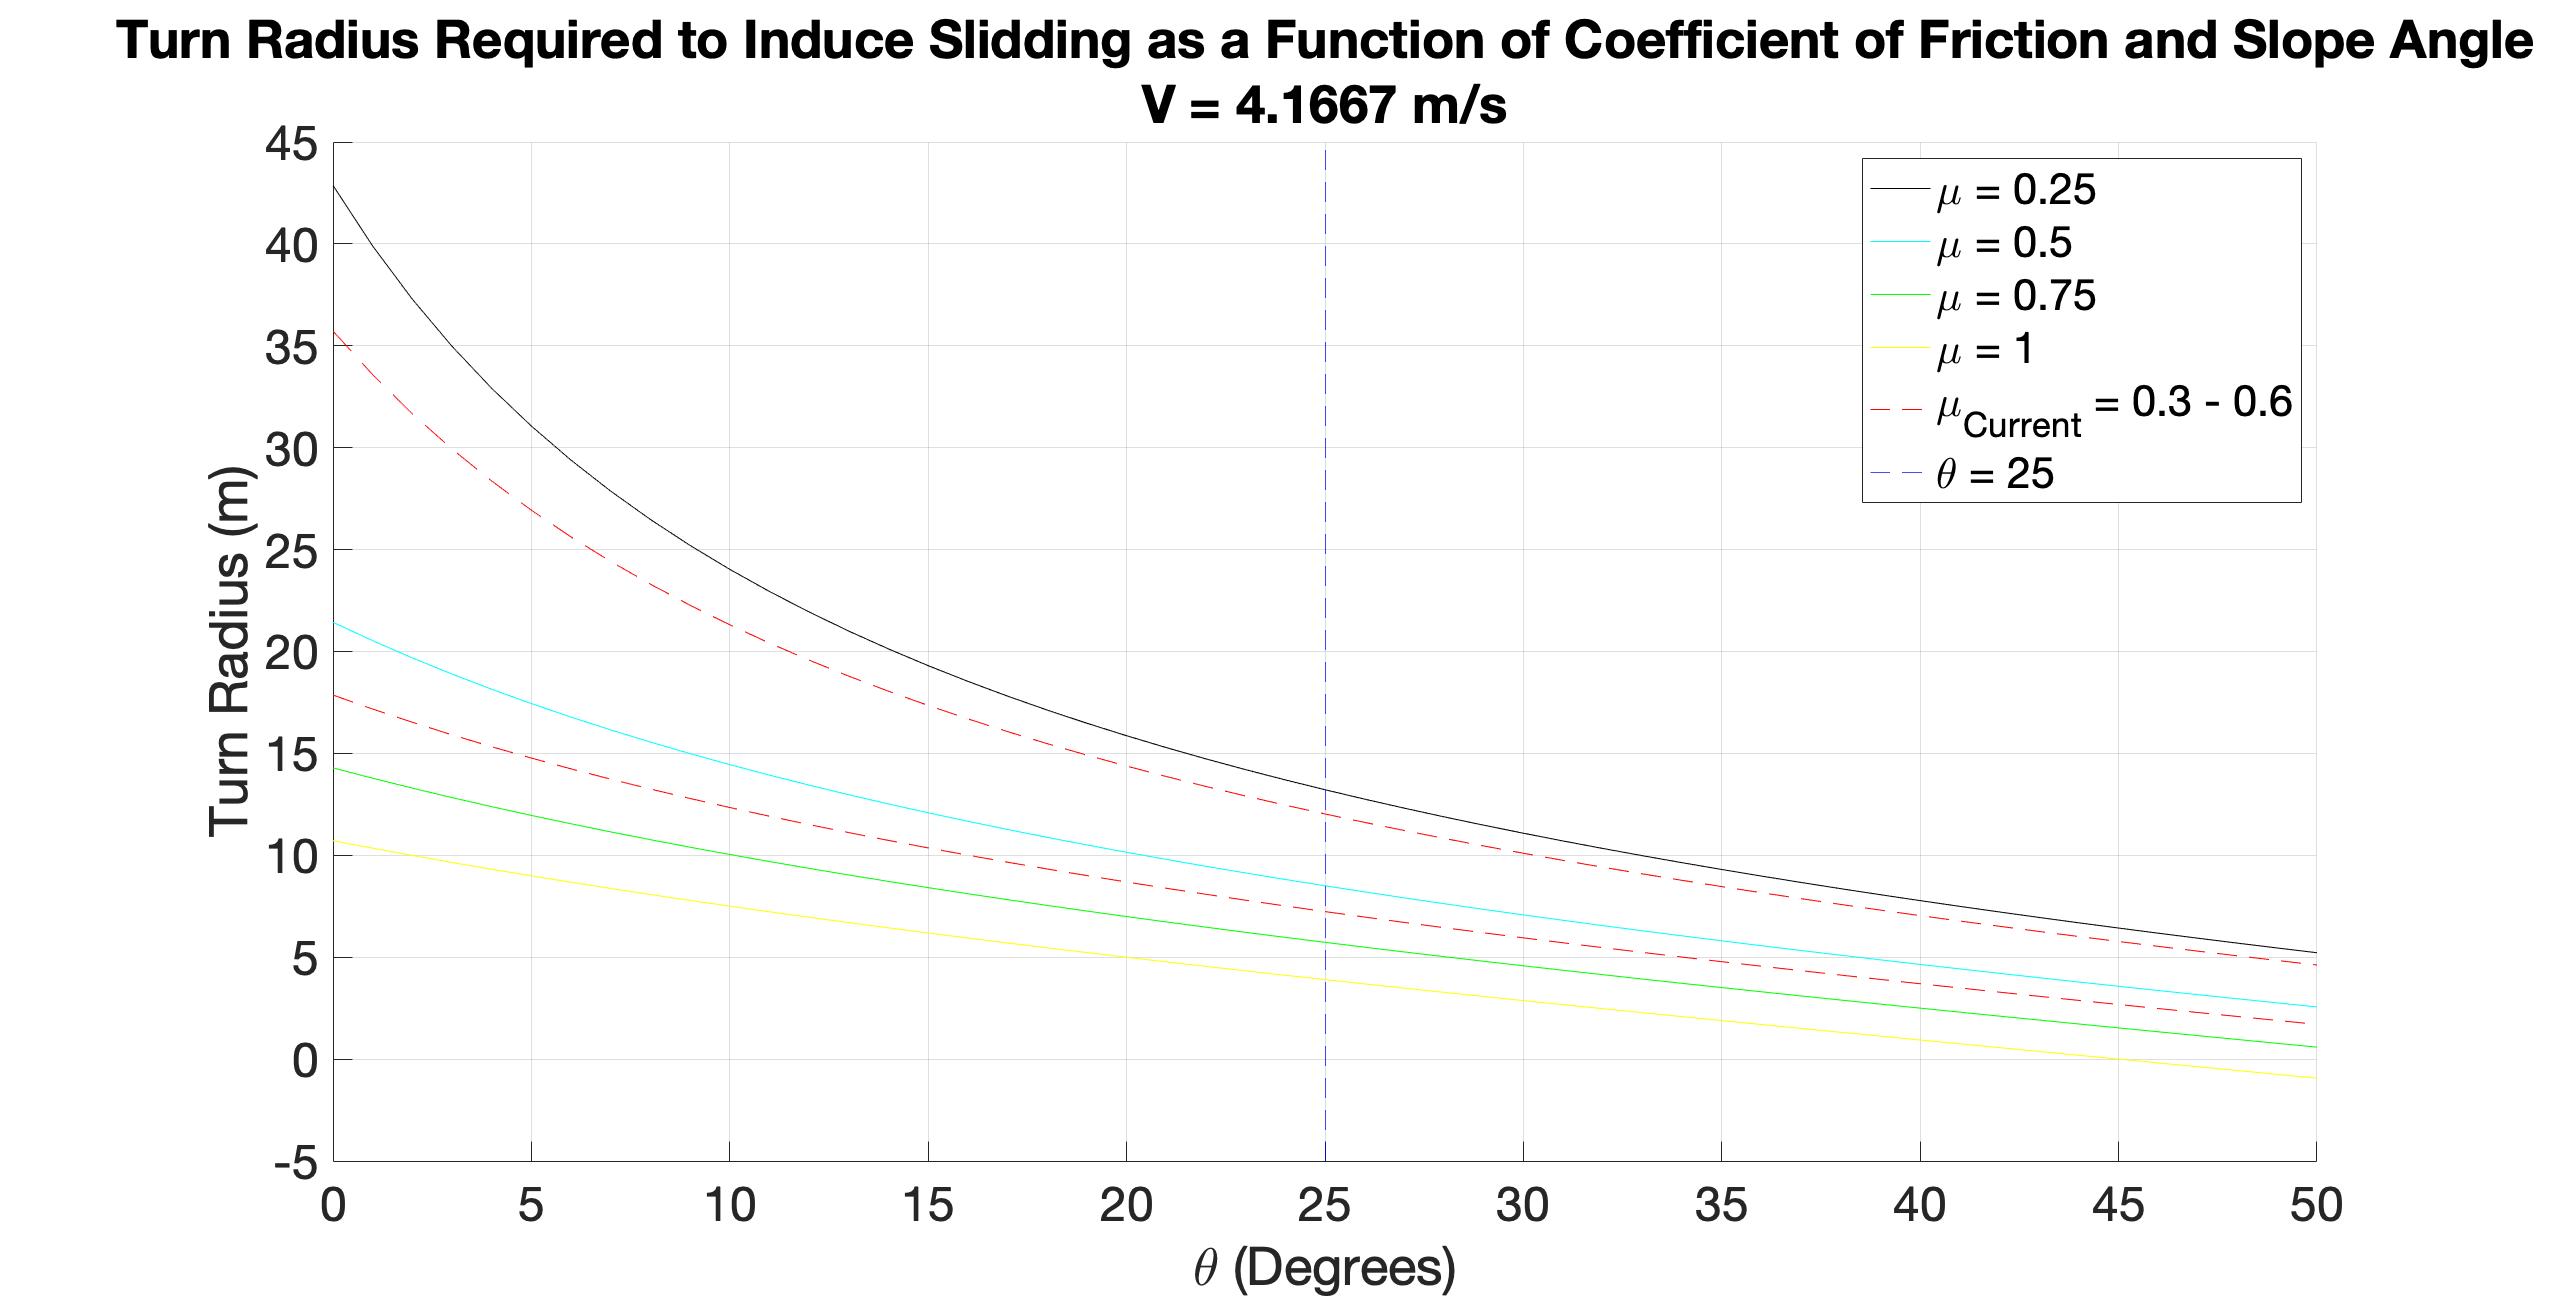 Turn Radius Required to Induce Slidding as a Function of Coefficient of Friction and Slope Angle
V = 4.1667 m/s
45
40
35
30
25
20
15
10
5
0
-5
Turn Radius (m)
0 5 10 15 20 25 30 35 40 45 50
θ (Degrees)
μ = 0.25
μ = 0.5
μ = 0.75
μ = 1
μ_Current = 0.3 - 0.6
θ = 25